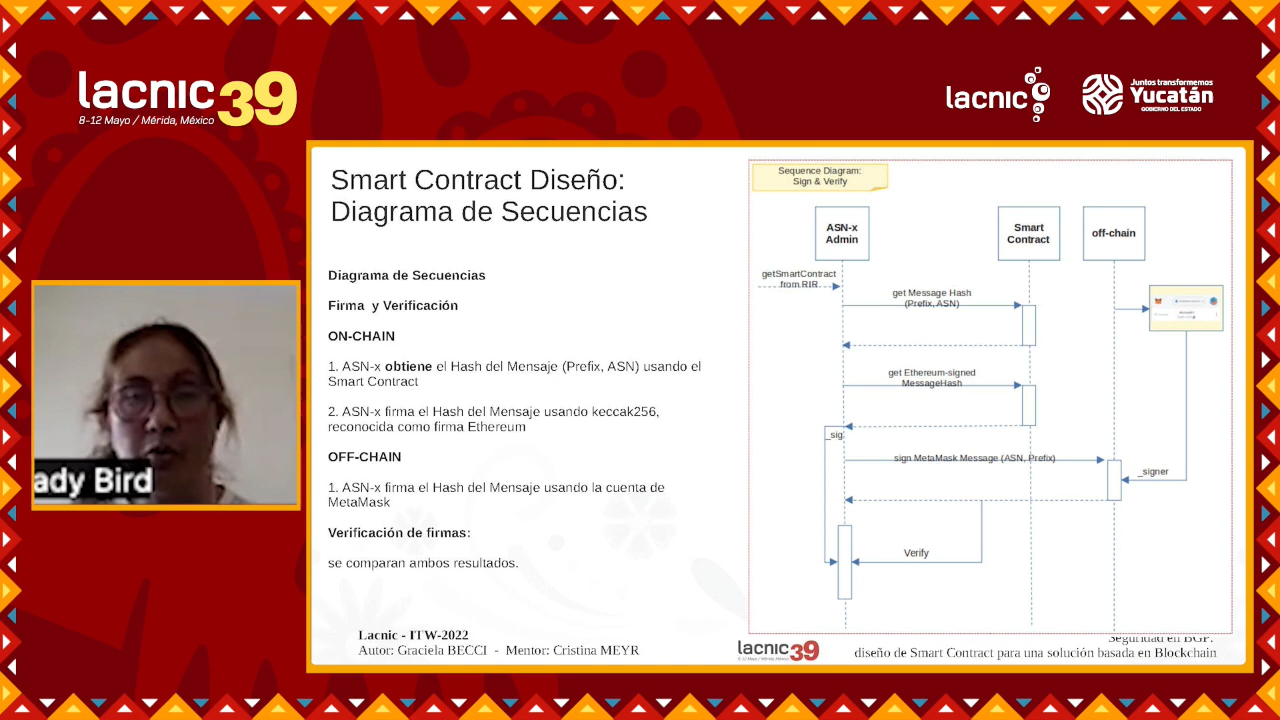 lacnic39
8-12 Mayo / Mérida, México
lacnic
Juntos transformemos
Yucatán
GOBIERNO DEL ESTADO
Smart Contract Diseño:
Diagrama de Secuencias
Diagrama de Secuencias
Firma y Verificación
ON-CHAIN
1. ASN-x obtiene el Hash del Mensaje (Prefix, ASN) usando el
Smart Contract
2. ASN-x firma el Hash del Mensaje usando keccak256,
reconocida como firma Ethereum
OFF-CHAIN
1. ASN-x firma el Hash del Mensaje usando la cuenta de
MetaMask
Verificación de firmas:
se comparan ambos resultados.
Sequence Diagram:
Sign & Verify
ASN-x
Admin
Smart
Contract
off-chain
getSmartContract
from RIR
get Message Hash
(Prefix, ASN)
get Ethereum-signed
MessageHash
_sig
sign MetaMask Message (ASN, Prefix)
_signer
Verify
ady Bird
Lacnic - ITW-2022
Autor: Graciela BECCI - Mentor: Cristina MEYR
lacnic39
8-12 Mayo / Mérida, México
Seguridad en BGP:
diseño de Smart Contract para una solución basada en Blockchain